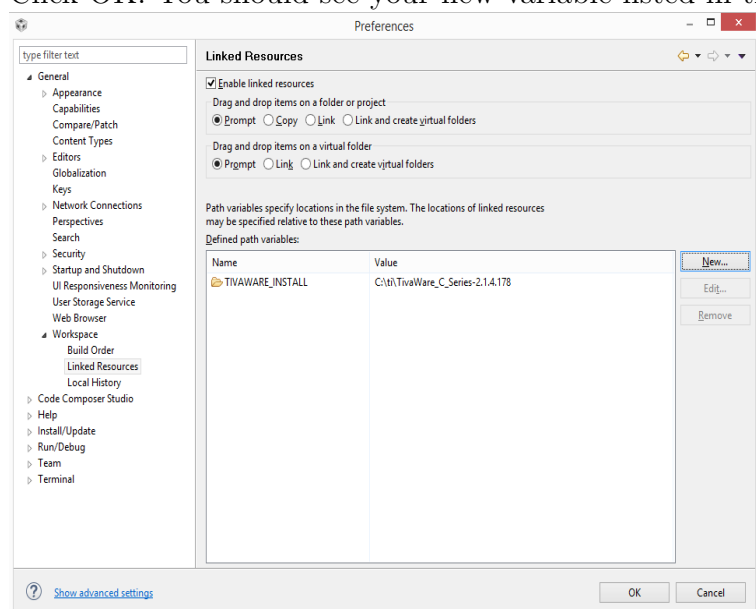 Click OK. You should see your new variable listed in t
Preferences
type filter text
General
Appearance
Capabilities
Compare/Patch
Content Types
Editors
Globalization
Keys
Network Connections
Perspectives
Search
Security
Startup and Shutdown
UI Responsiveness Monitoring
User Storage Service
Web Browser
Workspace
Build Order
Linked Resources
Local History
Code Composer Studio
Help
Install/Update
Run/Debug
Team
Terminal
Linked Resources
Enable linked resources
Drag and drop items on a folder or project
Prompt Copy Link Link and create virtual folders
Drag and drop items on a virtual folder
Prompt Link Link and create virtual folders
Path variables specify locations in the file system. The locations of linked resources
may be specified relative to these path variables.
Defined path variables:
Name Value
TIVAWARE_INSTALL C:\ti\TivaWare_C_Series-2.1.4.178
New...
Edit...
Remove
Show advanced settings
OK Cancel